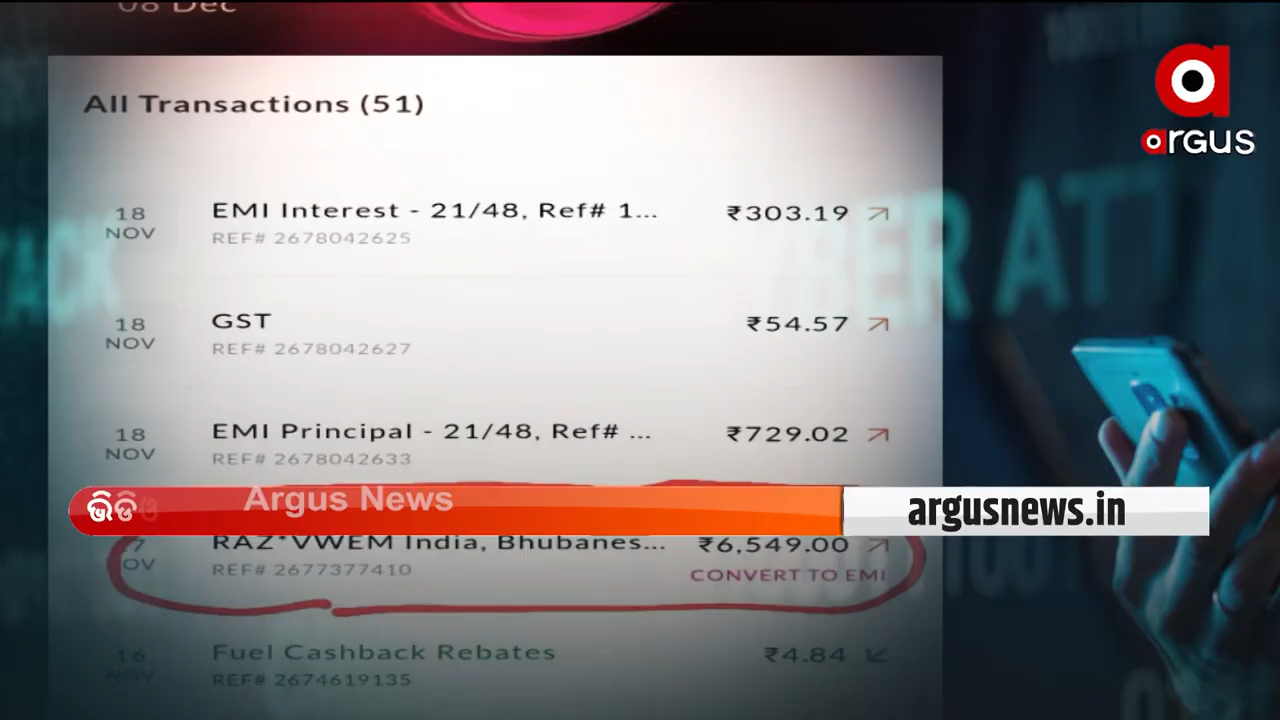 08 Dec
argus
All Transactions (51)
18 NOV
EMI Interest - 21/48, Ref# 1... ₹303.19
REF# 2678042625
18 NOV
GST ₹54.57
REF# 2678042627
18 NOV
EMI Principal - 21/48, Ref# ... ₹729.02
REF# 2678042633
ଭିଡି
Argus News
argusnews.in
RAZ*VWEM India, Bhubanes... ₹6,549.00
REF# 2677377410
CONVERT TO EMI
16 NOV
Fuel Cashback Rebates ₹4.84
REF# 2674619135